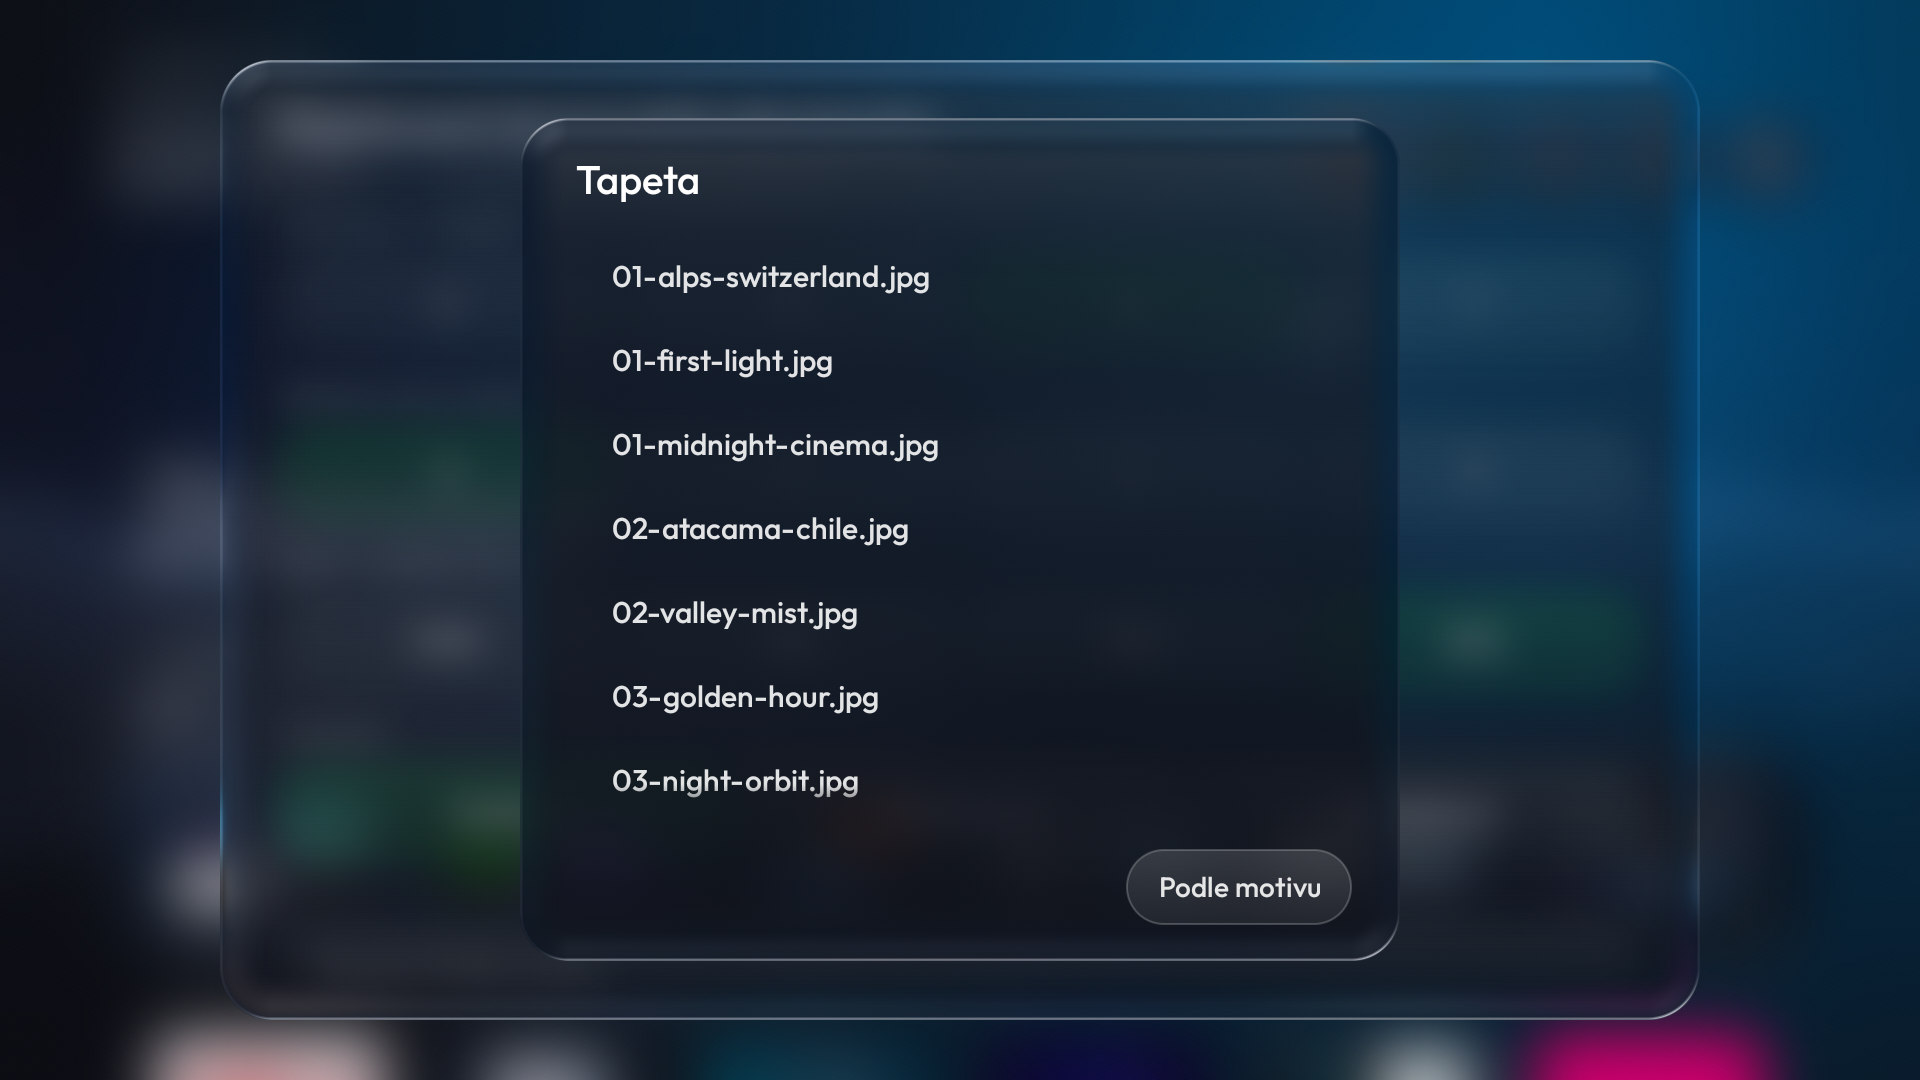 Tapeta
01-alps-switzerland.jpg
01-first-light.jpg
01-midnight-cinema.jpg
02-atacama-chile.jpg
02-valley-mist.jpg
03-golden-hour.jpg
03-night-orbit.jpg
Podle motivu